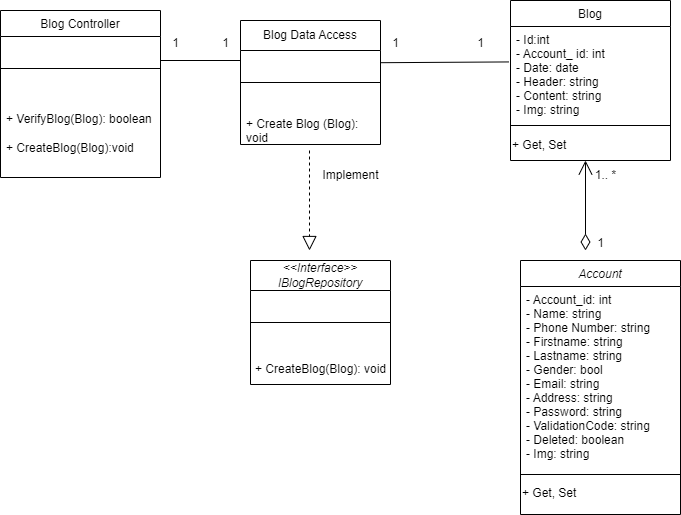 Blog Controller
+ VerifyBlog(Blog): boolean
+ CreateBlog(Blog):void
1
1
Blog Data Access
+ Create Blog (Blog):
void
1
1
Blog
- Id:int
- Account_ id: int
- Date: date
- Header: string
- Content: string
- Img: string
+ Get, Set
Implement
1.. *
1
<<Interface>>
IBlogRepository
+ CreateBlog(Blog): void
Account
- Account_id: int
- Name: string
- Phone Number: string
- Firstname: string
- Lastname: string
- Gender: bool
- Email: string
- Address: string
- Password: string
- ValidationCode: string
- Deleted: boolean
- Img: string
+ Get, Set